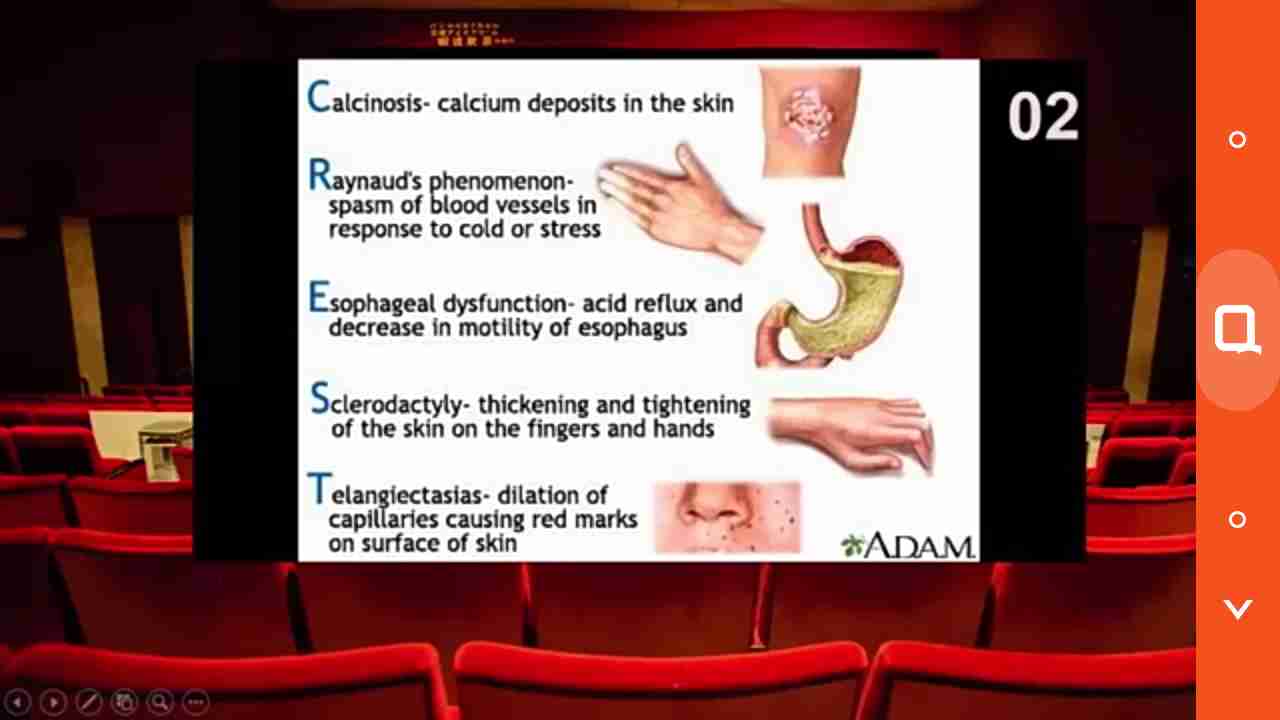 Calcinosis- calcium deposits in the skin
02
Raynaud's phenomenon-
spasm of blood vessels in
response to cold or stress
Esophageal dysfunction- acid reflux and
decrease in motility of esophagus
Sclerodactyly- thickening and tightening
of the skin on the fingers and hands
Telangiectasias- dilation of
capillaries causing red marks
on surface of skin
A.D.A.M.